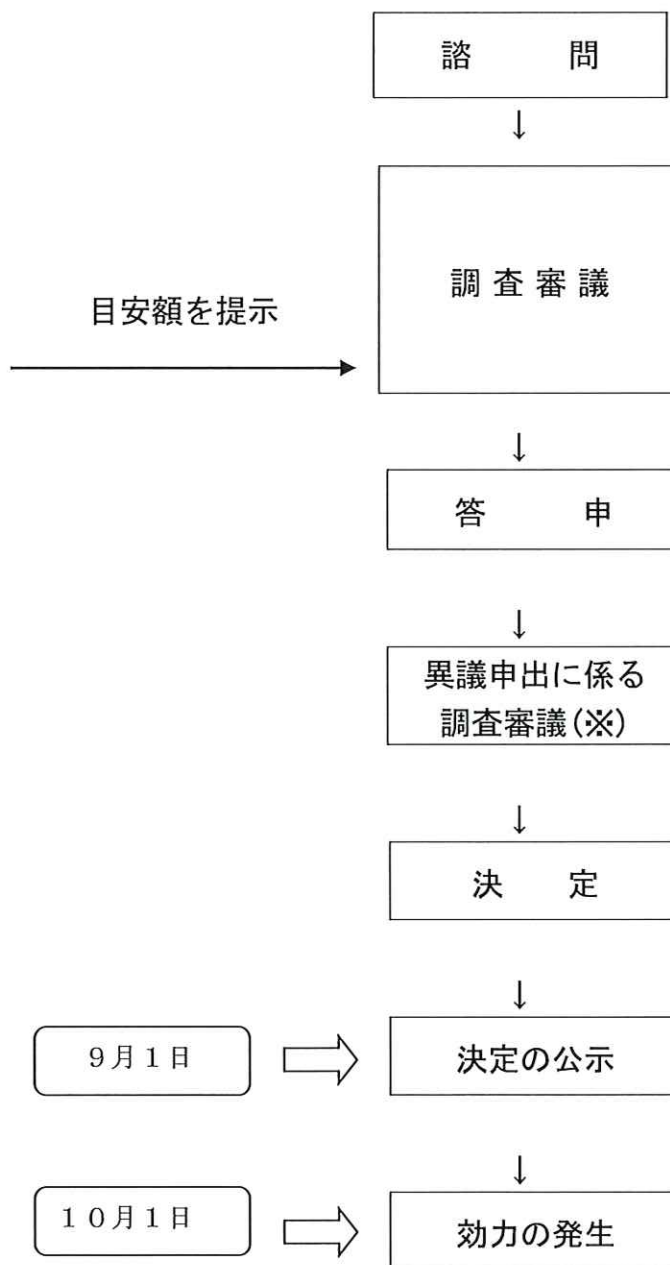 諮問
↓
調査審議
目安額を提示
↓
答申
↓
異議申出に係る
調査審議(※)
↓
決定
↓
９月１日
決定の公示
↓
１０月１日
効力の発生